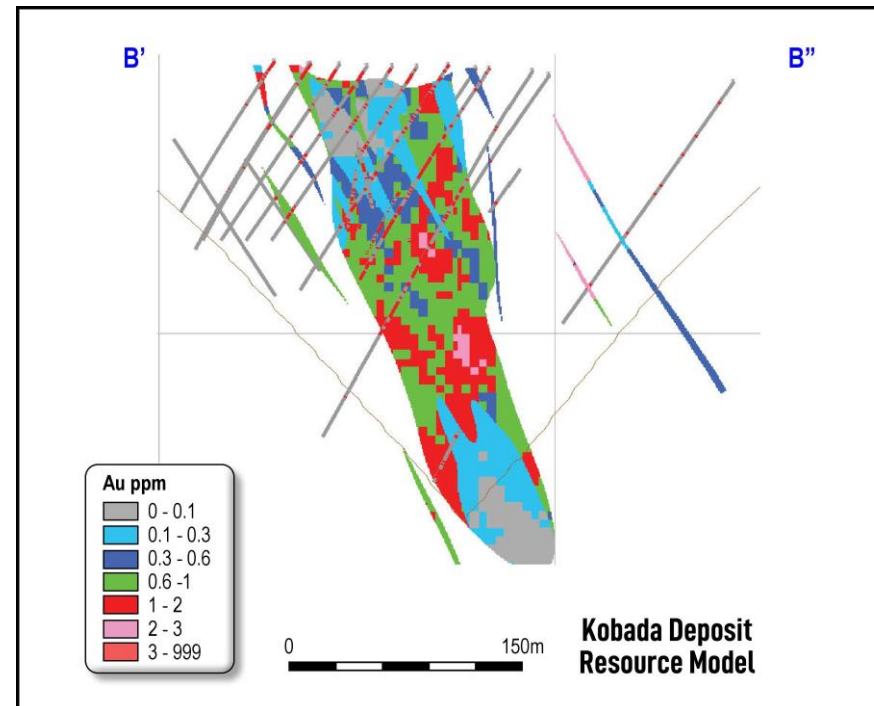 B’ B”
Au ppm
0 - 0.1
0.1 - 0.3
0.3 - 0.6
0.6 -1
1 - 2
2 - 3
3 - 999
0 150m
Kobada Deposit
Resource Model